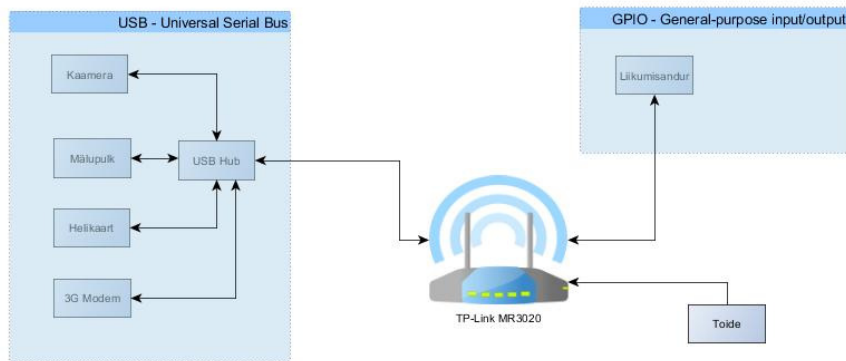 USB - Universal Serial Bus
GPIO - General-purpose input/output
Kaamera
Liikumisandur
Mälupulk
USB Hub
Helikaart
3G Modem
TP-Link MR3020
Toide